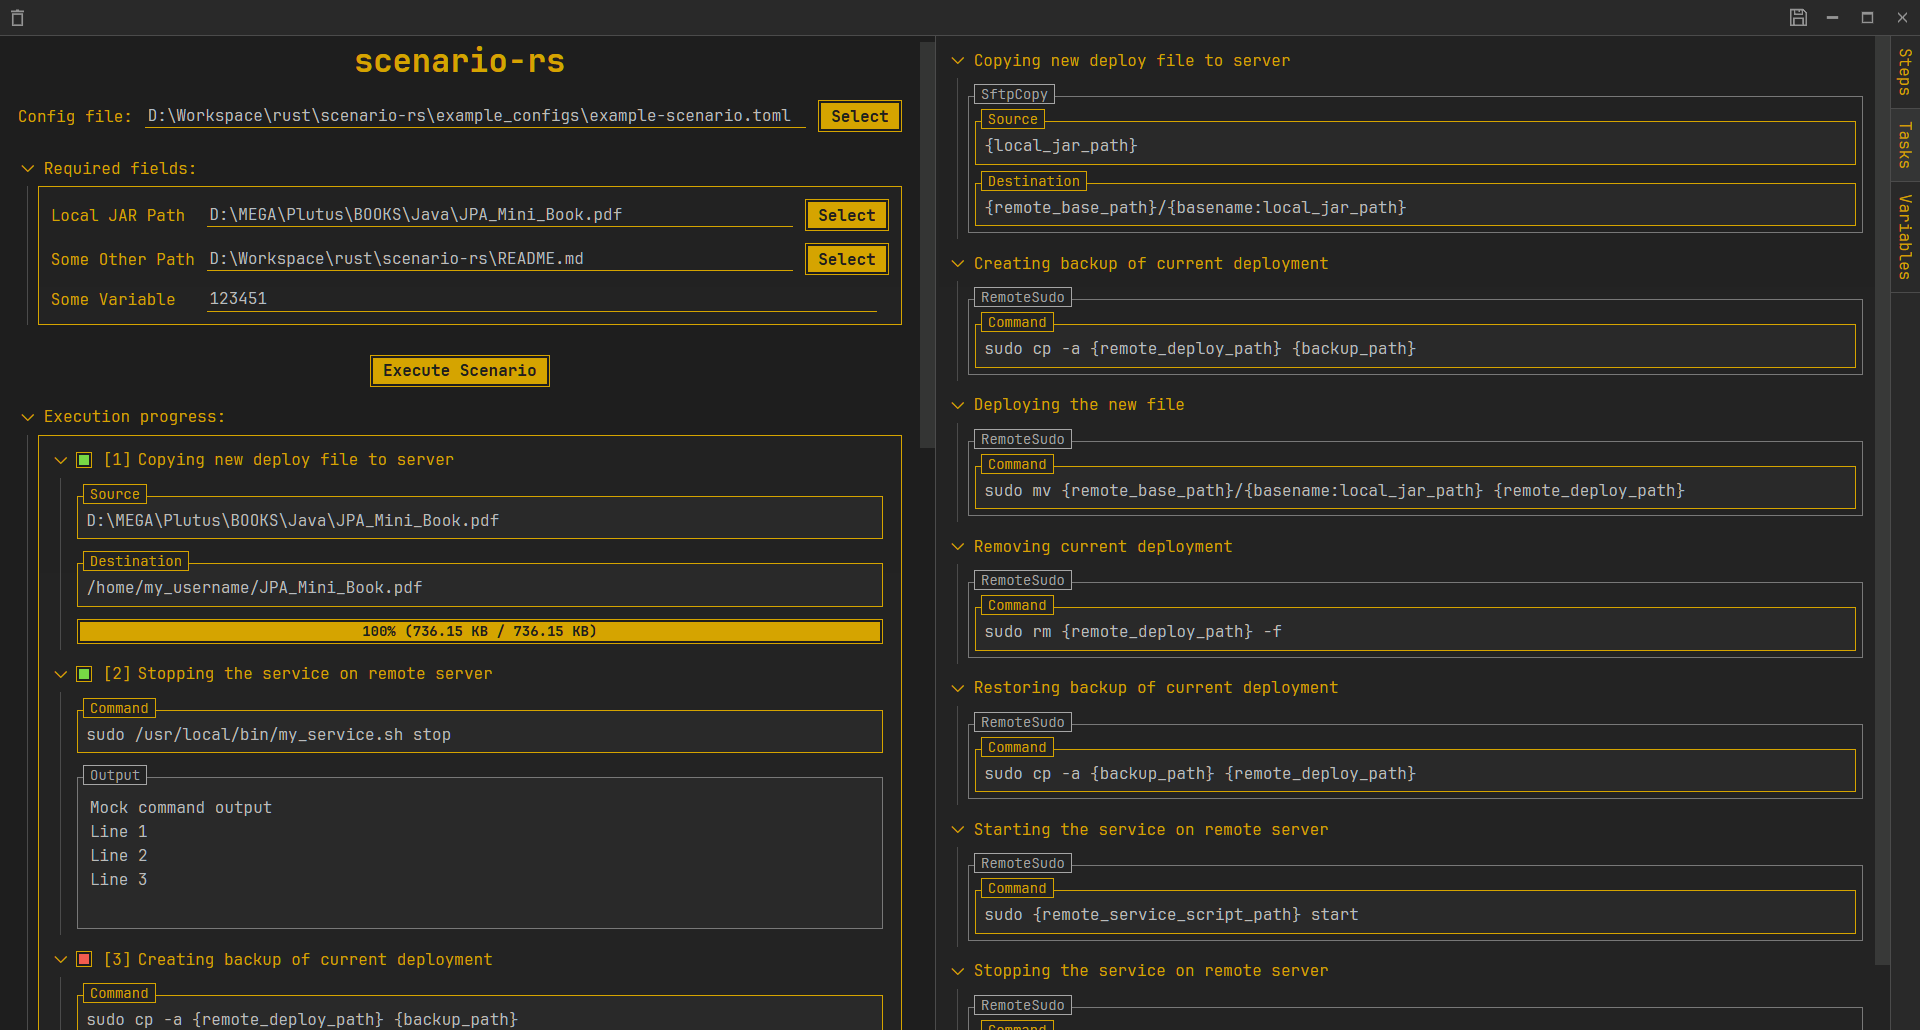 scenario-rs
Config file: D:\Workspace\rust\scenario-rs\example_configs\example-scenario.toml Select
Required fields:
Local JAR Path D:\MEGA\Plutus\BOOKS\Java\JPA_Mini_Book.pdf Select
Some Other Path D:\Workspace\rust\scenario-rs\README.md Select
Some Variable 123451
Execute Scenario
Execution progress:
[1] Copying new deploy file to server
Source
D:\MEGA\Plutus\BOOKS\Java\JPA_Mini_Book.pdf
Destination
/home/my_username/JPA_Mini_Book.pdf
100% (736.15 KB / 736.15 KB)
[2] Stopping the service on remote server
Command
sudo /usr/local/bin/my_service.sh stop
Output
Mock command output
Line 1
Line 2
Line 3
[3] Creating backup of current deployment
Command
sudo cp -a {remote_deploy_path} {backup_path}
Copying new deploy file to server
SftpCopy
Source
{local_jar_path}
Destination
{remote_base_path}/{basename:local_jar_path}
Creating backup of current deployment
RemoteSudo
Command
sudo cp -a {remote_deploy_path} {backup_path}
Deploying the new file
RemoteSudo
Command
sudo mv {remote_base_path}/{basename:local_jar_path} {remote_deploy_path}
Removing current deployment
RemoteSudo
Command
sudo rm {remote_deploy_path} -f
Restoring backup of current deployment
RemoteSudo
Command
sudo cp -a {backup_path} {remote_deploy_path}
Starting the service on remote server
RemoteSudo
Command
sudo {remote_service_script_path} start
Stopping the service on remote server
RemoteSudo
Command
Steps
Tasks
Variables